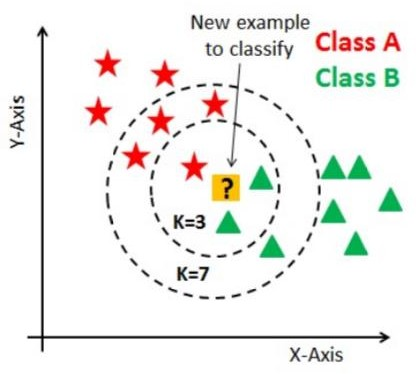 New example
to classify
Class A
Class B
Y-Axis
?
K=3
K=7
X-Axis